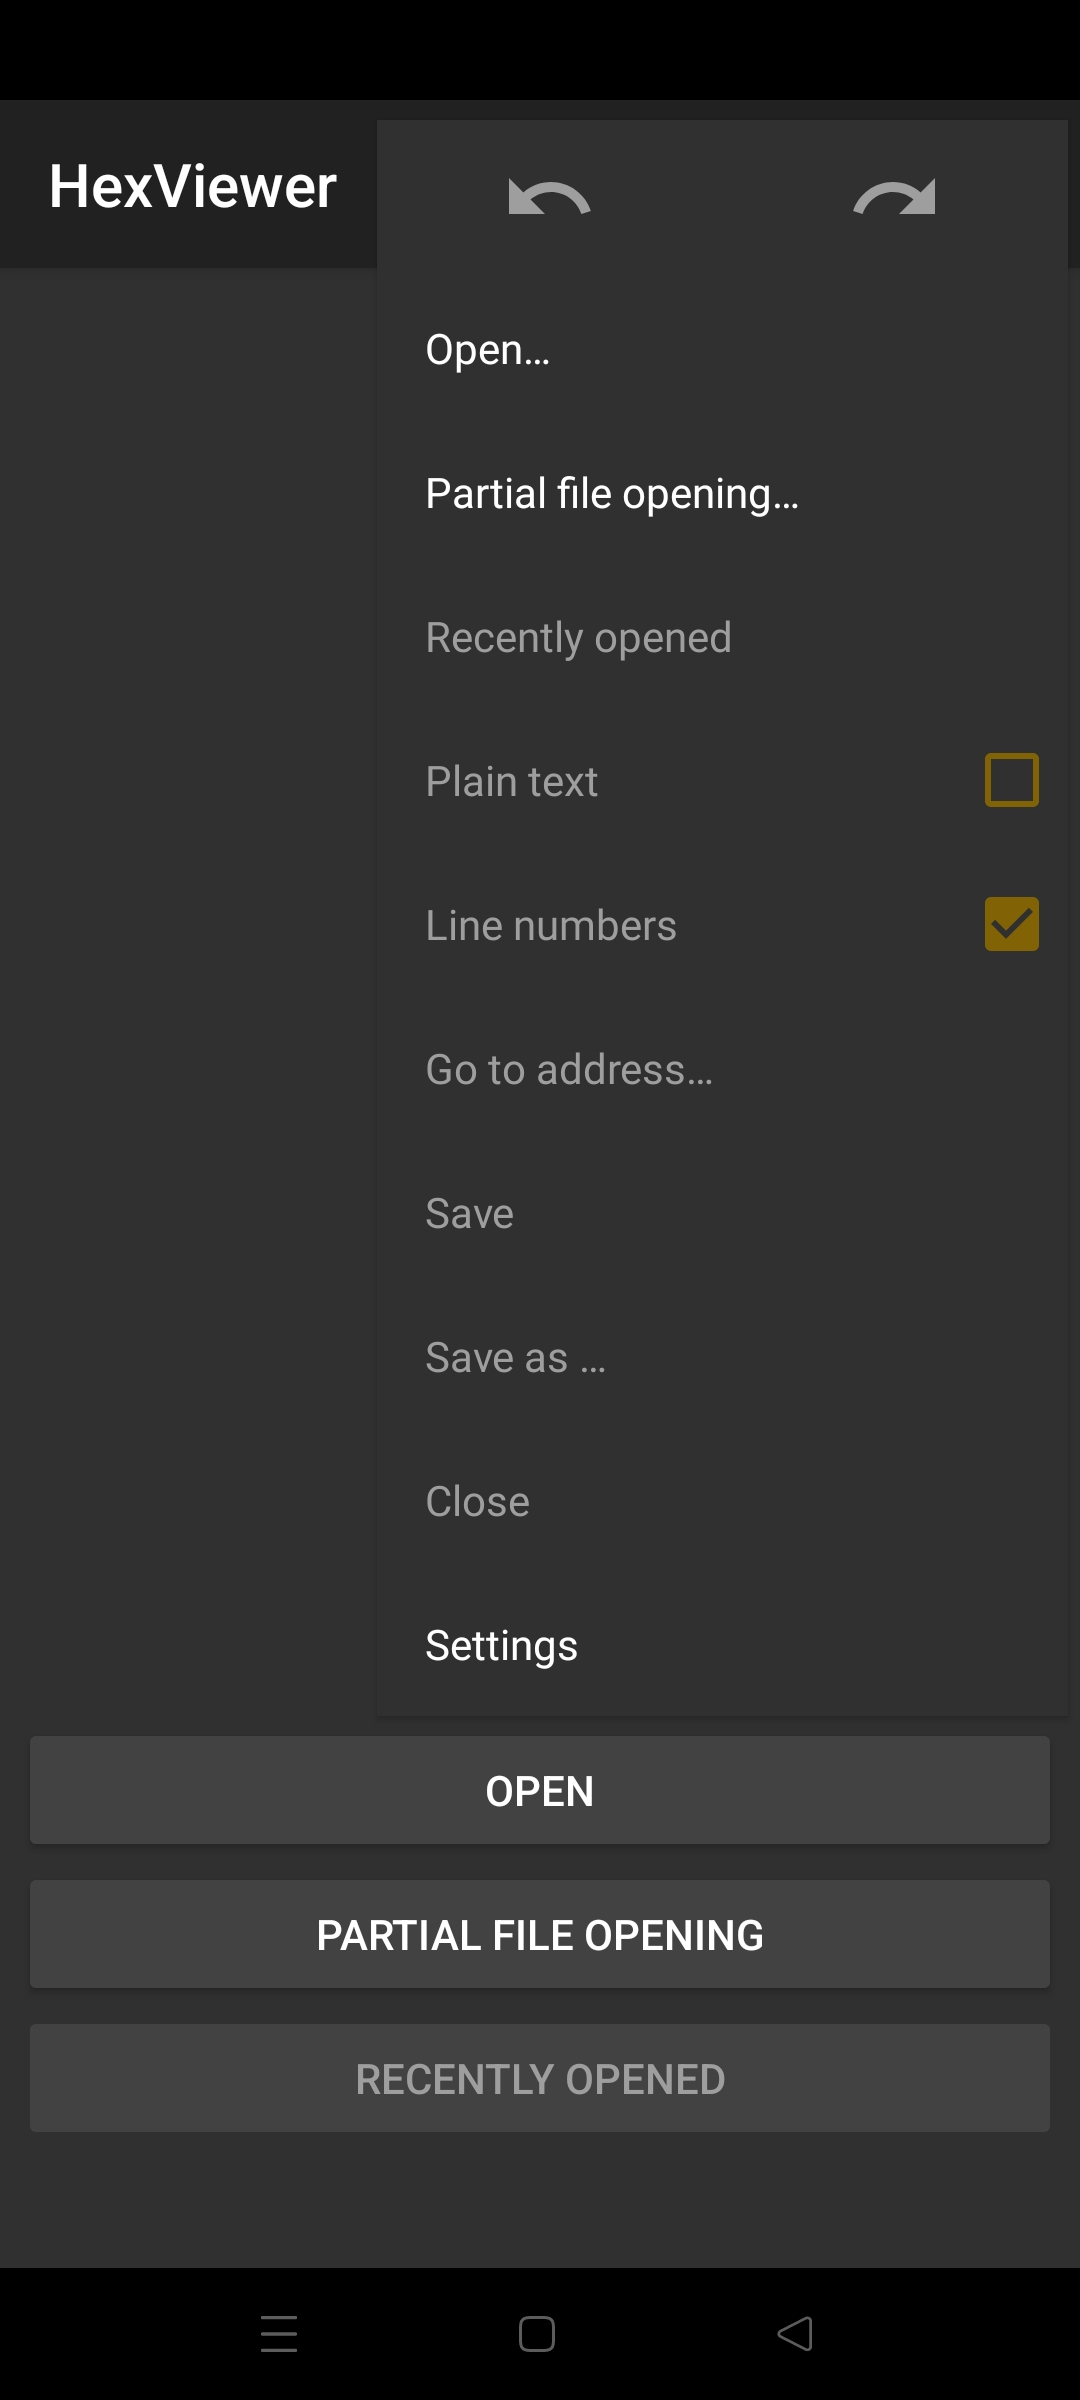 HexViewer
Open...
Partial file opening...
Recently opened
Plain text
Line numbers
Go to address...
Save
Save as ...
Close
Settings
OPEN
PARTIAL FILE OPENING
RECENTLY OPENED